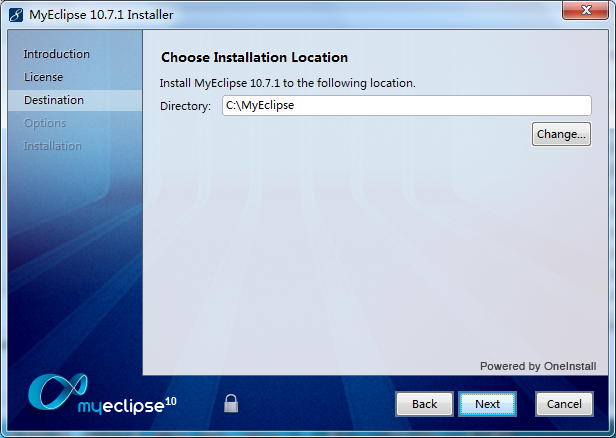 MyEclipse 10.7.1 Installer
Introduction
License
Destination
Options
Installation
Choose Installation Location
Install MyEclipse 10.7.1 to the following location.
Directory: C:\MyEclipse
Change...
Powered by OneInstall
myeclipse10
Back Next Cancel